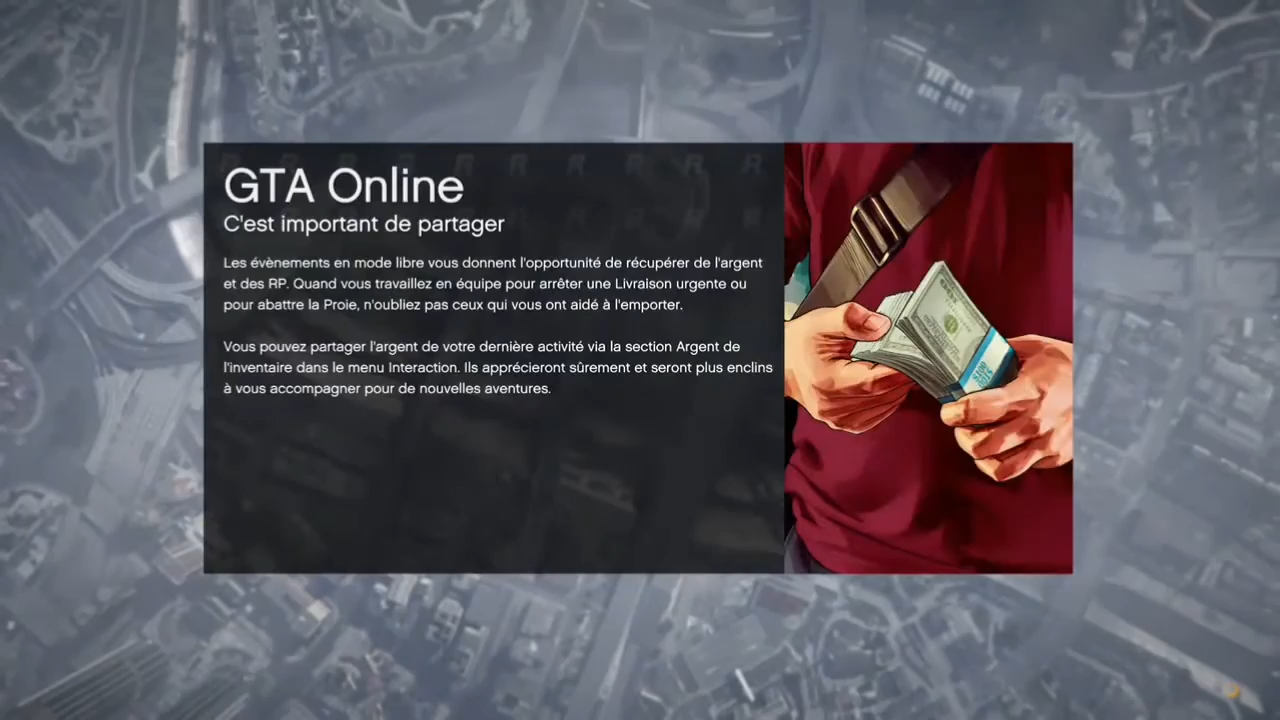 GTA Online
C'est important de partager
Les évènements en mode libre vous donnent l'opportunité de récupérer de l'argent
et des RP. Quand vous travaillez en équipe pour arrêter une Livraison urgente ou
pour abattre la Proie, n'oubliez pas ceux qui vous ont aidé à l'emporter.
Vous pouvez partager l'argent de votre dernière activité via la section Argent de
l'inventaire dans le menu Interaction. Ils apprécieront sûrement et seront plus enclins
à vous accompagner pour de nouvelles aventures.